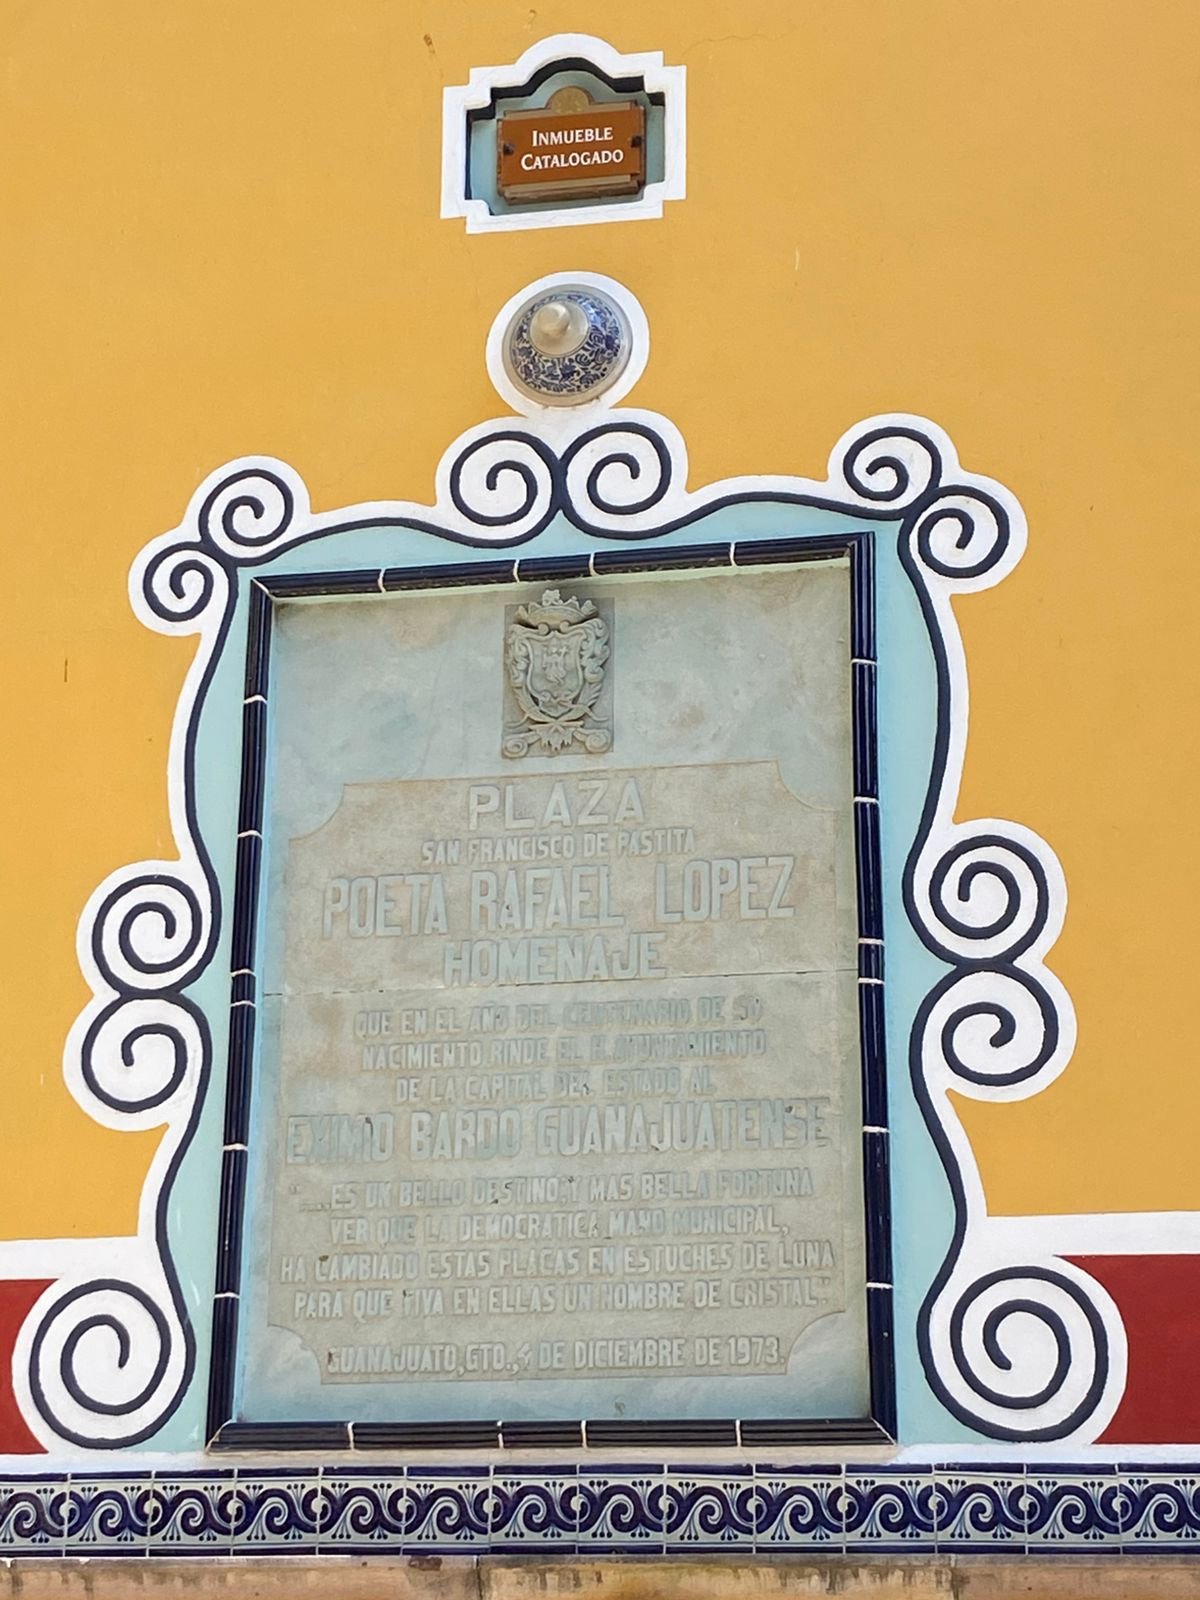 INMUEBLE
CATALOGADO
PLAZA
SAN FRANCISCO DE PASTITA
POETA RAFAEL LOPEZ
HOMENAJE
QUE EN EL AÑO DEL CENTENARIO DE SU
NACIMIENTO RINDE EL H. AYUNTAMIENTO
DE LA CAPITAL DEL ESTADO AL
EXIMIO BARDO GUANAJUATENSE
"...ES UN BELLO DESTINO, Y MAS BELLA FORTUNA
VER QUE LA DEMOCRATICA MANO MUNICIPAL,
HA CAMBIADO ESTAS PLACAS EN ESTUCHES DE LUNA
PARA QUE VIVA EN ELLAS UN NOMBRE DE CRISTAL"
GUANAJUATO, GTO., 4 DE DICIEMBRE DE 1973.